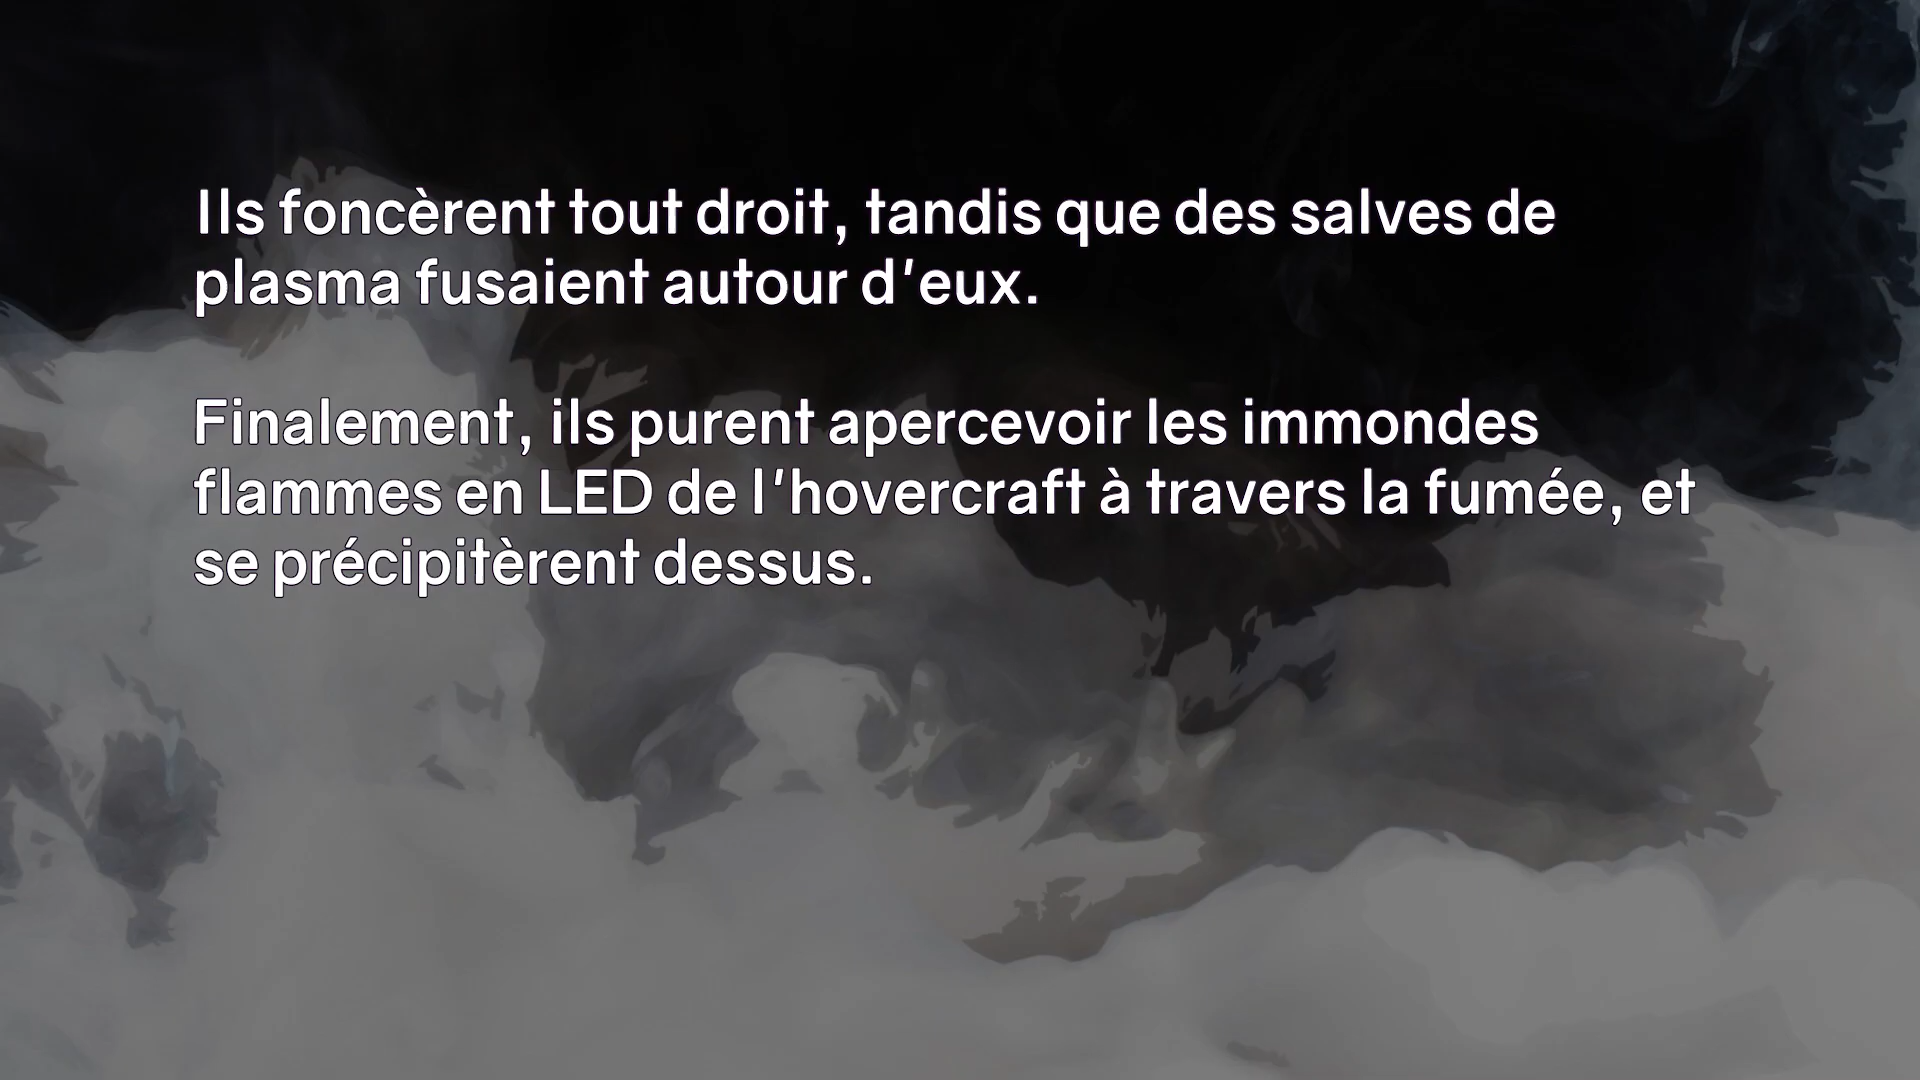 Ils foncèrent tout droit, tandis que des salves de
plasma fusaient autour d'eux.
Finalement, ils purent apercevoir les immondes
flammes en LED de l'hovercraft à travers la fumée, et
se précipitèrent dessus.